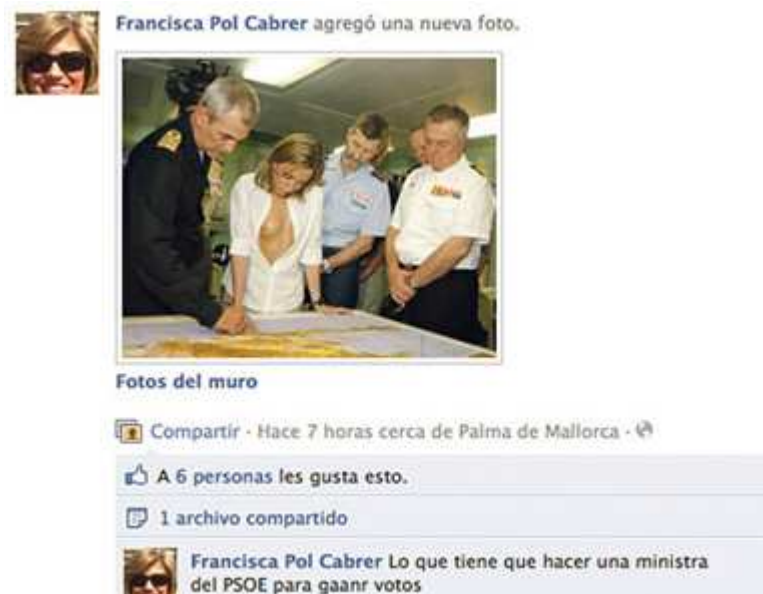 Francisca Pol Cabrer agregó una nueva foto.
Fotos del muro
Compartir · Hace 7 horas cerca de Palma de Mallorca ·
A 6 personas les gusta esto.
1 archivo compartido
Francisca Pol Cabrer Lo que tiene que hacer una ministra
del PSOE para gaanr votos